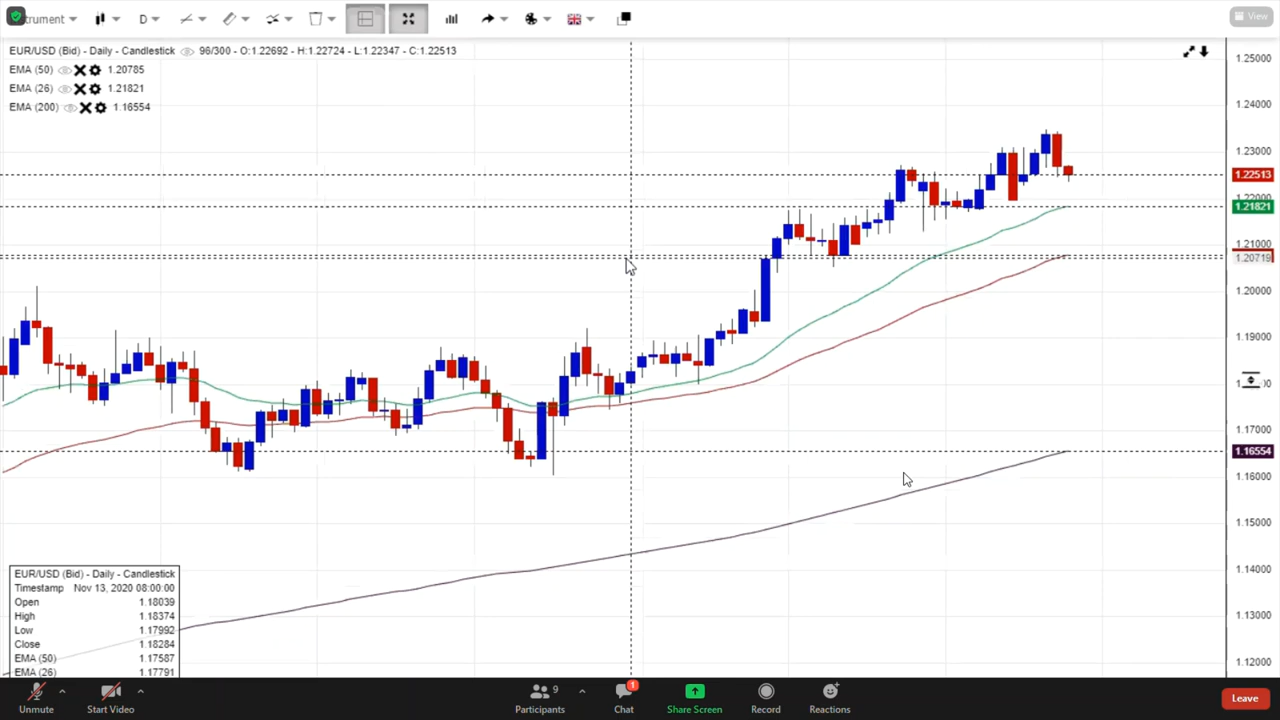 trument D
View
EUR/USD (Bid) - Daily - Candlestick 96/300 - O:1.22692 - H:1.22724 - L:1.22347 - C:1.22513
EMA (50) 1.20785
EMA (26) 1.21821
EMA (200) 1.16554
1.25000
1.24000
1.23000
1.22513
1.22000
1.21821
1.21000
1.20719
1.20000
1.19000
1.17000
1.16554
1.16000
1.15000
1.14000
1.13000
1.12000
EUR/USD (Bid) - Daily - Candlestick
Timestamp Nov 13, 2020 08:00:00
Open 1.18039
High 1.18374
Low 1.17992
Close 1.18284
EMA (50) 1.17587
EMA (26) 1.17791
Unmute
Start Video
9
Participants
1
Chat
Share Screen
Record
Reactions
Leave